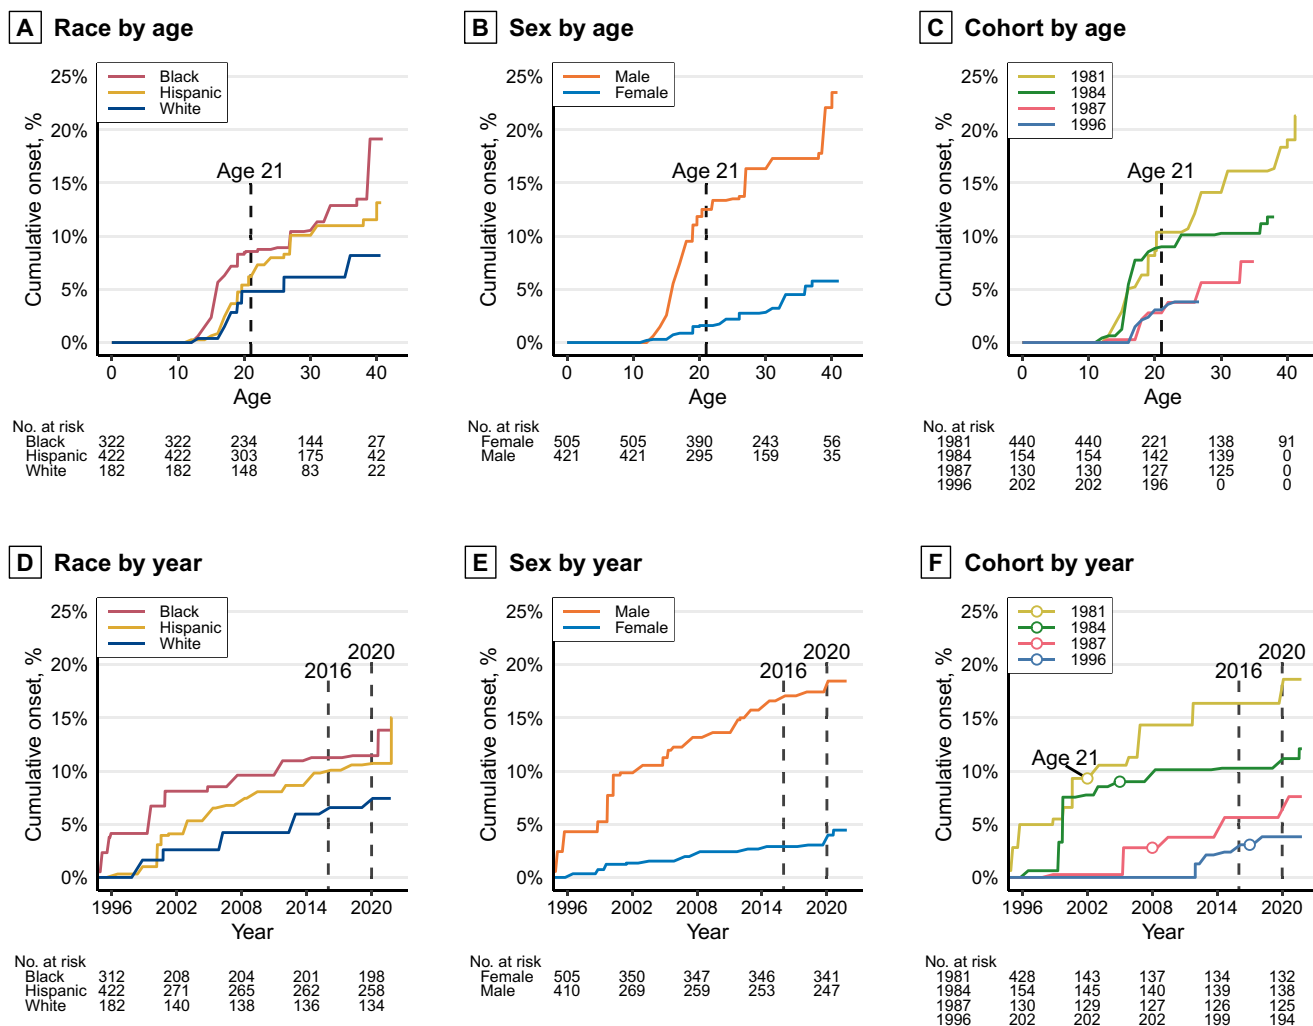 A Race by age
25%
20%
15%
10%
5%
0%
Cumulative onset, %
Black
Hispanic
White
Age 21
0 10 20 30 40
Age
No. at risk
Black 322 322 234 144 27
Hispanic 422 422 303 175 42
White 182 182 148 83 22
B Sex by age
25%
20%
15%
10%
5%
0%
Cumulative onset, %
Male
Female
Age 21
0 10 20 30 40
Age
No. at risk
Female 505 505 390 243 56
Male 421 421 295 159 35
C Cohort by age
25%
20%
15%
10%
5%
0%
Cumulative onset, %
1981
1984
1987
1996
Age 21
0 10 20 30 40
Age
No. at risk
1981 440 440 221 138 91
1984 154 154 142 139 0
1987 130 130 127 125 0
1996 202 202 196 0 0
D Race by year
25%
20%
15%
10%
5%
0%
Cumulative onset, %
Black
Hispanic
White
2020
2016
1996 2002 2008 2014 2020
Year
No. at risk
Black 312 208 204 201 198
Hispanic 422 271 265 262 258
White 182 140 138 136 134
E Sex by year
25%
20%
15%
10%
5%
0%
Cumulative onset, %
Male
Female
2020
2016
1996 2002 2008 2014 2020
Year
No. at risk
Female 505 350 347 346 341
Male 410 269 259 253 247
F Cohort by year
25%
20%
15%
10%
5%
0%
Cumulative onset, %
1981
1984
1987
1996
2020
2016
Age 21
1996 2002 2008 2014 2020
Year
No. at risk
1981 428 143 137 134 132
1984 154 145 140 139 138
1987 130 129 127 126 125
1996 202 202 202 199 194